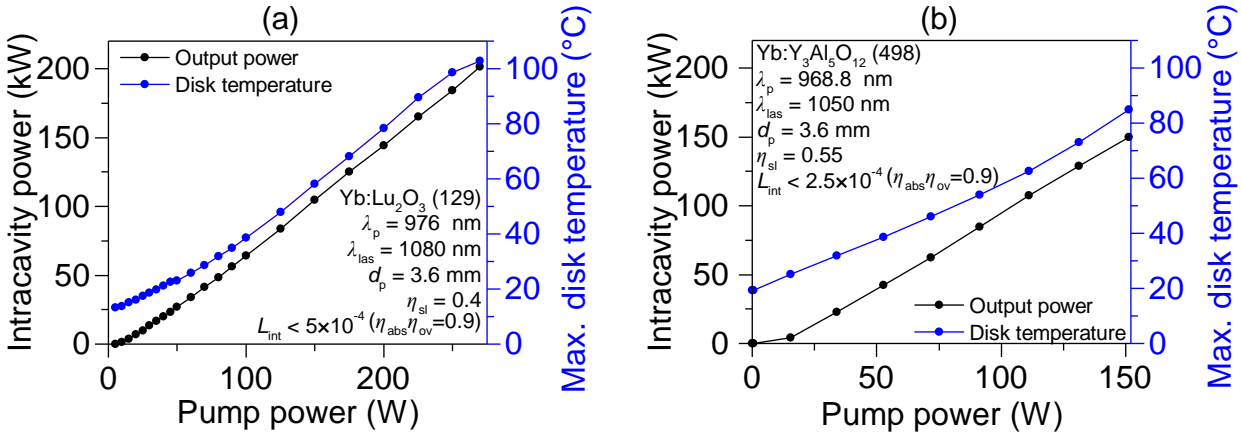 (a)
Output power
Disk temperature
Yb:Lu₂O₃ (129)
λₚ = 976 nm
λlas = 1080 nm
dₚ = 3.6 mm
ηsl = 0.4
Lint < 5×10⁻⁴ (ηabsηov=0.9)
Intracavity power (kW)
200
150
100
50
0
Max. disk temperature (°C)
100
80
60
40
20
0
0 100 200
Pump power (W)
(b)
Yb:Y₃Al₅O₁₂ (498)
λₚ = 968.8 nm
λlas = 1050 nm
dₚ = 3.6 mm
ηsl = 0.55
Lint < 2.5×10⁻⁴ (ηabsηov=0.9)
Output power
Disk temperature
Intracavity power (kW)
200
150
100
50
0
Max. disk temperature (°C)
100
80
60
40
20
0
0 50 100 150
Pump power (W)